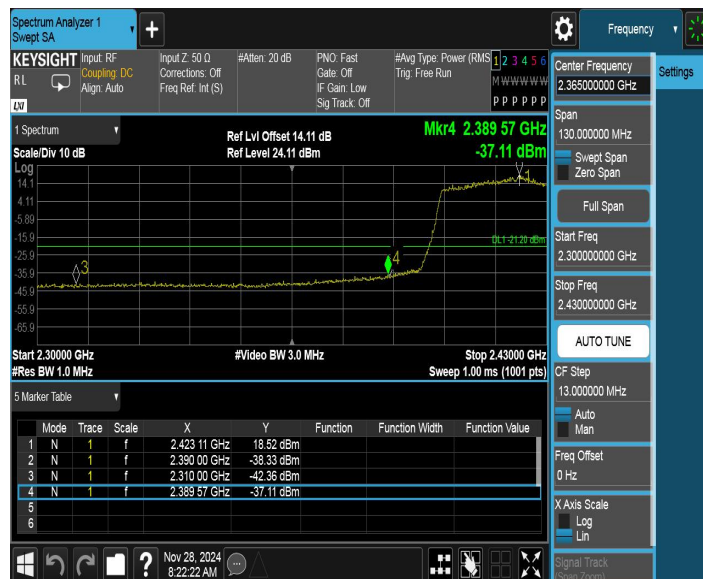 Spectrum Analyzer 1
Swept SA
+
Frequency
KEYSIGHT
RL
LXI
Input: RF
Coupling: DC
Align: Auto
Input Z: 50 Ω
Corrections: Off
Freq Ref: Int (S)
#Atten: 20 dB
PNO: Fast
Gate: Off
IF Gain: Low
Sig Track: Off
#Avg Type: Power (RMS
Trig: Free Run
1 2 3 4 5 6
M W W W W W
P P P P P P
1 Spectrum
Scale/Div 10 dB
Ref Lvl Offset 14.11 dB
Ref Level 24.11 dBm
Mkr4 2.389 57 GHz
-37.11 dBm
Log
14.1
4.11
-5.89
-15.9
-25.9
-35.9
-45.9
-55.9
-65.9
1
3
4
DL1 -21.20 dBm
Start 2.30000 GHz
#Video BW 3.0 MHz
Stop 2.43000 GHz
#Res BW 1.0 MHz
Sweep 1.00 ms (1001 pts)
5 Marker Table
Mode Trace Scale X Y Function Function Width Function Value
1 N 1 f 2.423 11 GHz 18.52 dBm
2 N 1 f 2.390 00 GHz -38.33 dBm
3 N 1 f 2.310 00 GHz -42.36 dBm
4 N 1 f 2.389 57 GHz -37.11 dBm
5
6
?
Nov 28, 2024
8:22:22 AM
Center Frequency
2.365000000 GHz
Settings
Span
130.000000 MHz
Swept Span
Zero Span
Full Span
Start Freq
2.300000000 GHz
Stop Freq
2.430000000 GHz
AUTO TUNE
CF Step
13.000000 MHz
Auto
Man
Freq Offset
0 Hz
X Axis Scale
Log
Lin
Signal Track
(Span Zoom)